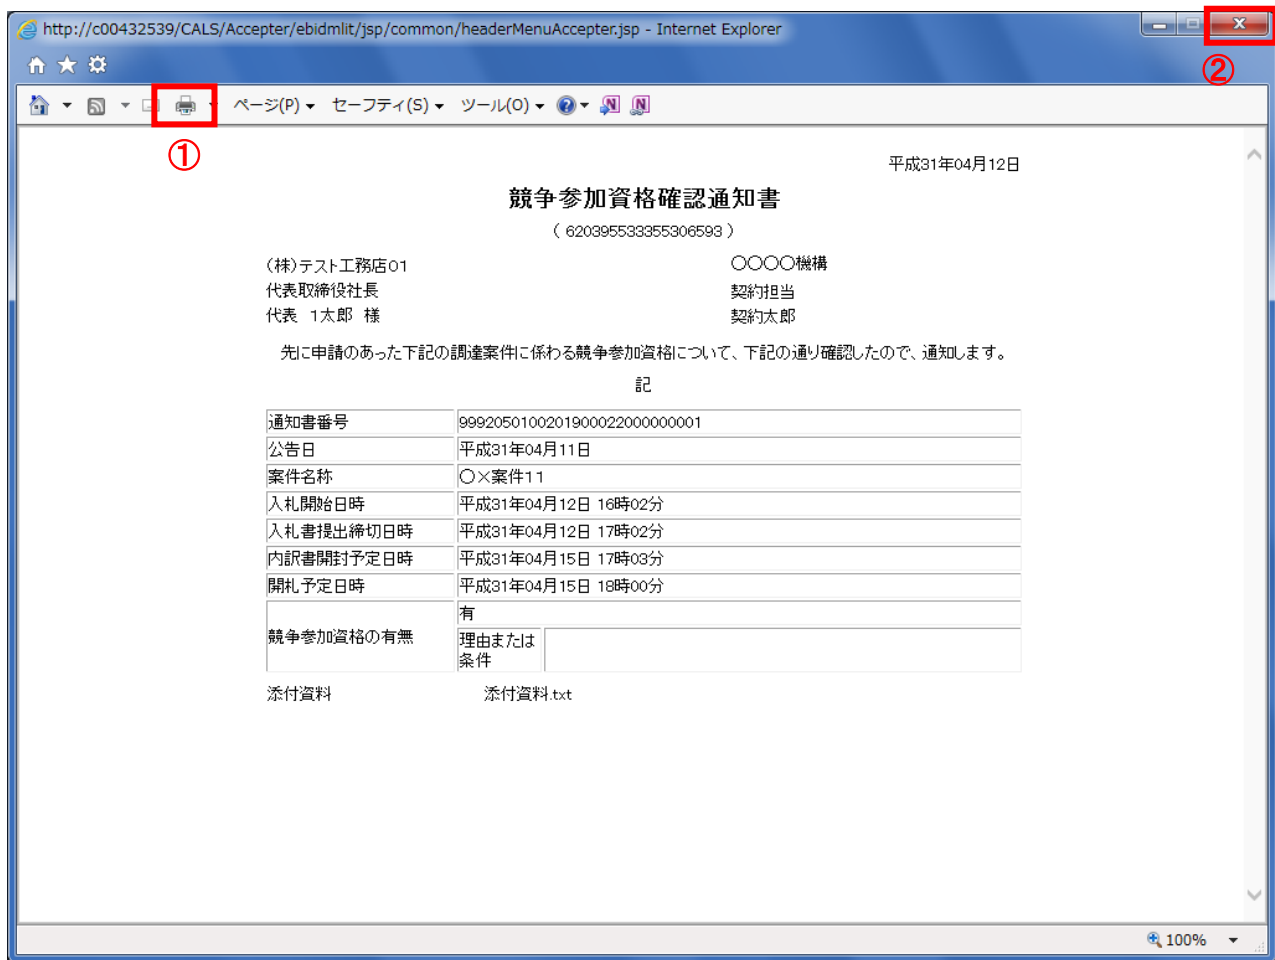 http://c00432539/CALS/Accepter/ebidmlit/jsp/common/headerMenuAccepter.jsp - Internet Explorer
②
ページ(P) セーフティ(S) ツール(O)
①
平成31年04月12日
競争参加資格確認通知書
( 620395533355306593 )
(株)テスト工務店01 〇〇〇〇機構
代表取締役社長 契約担当
代表 1太郎 様 契約太郎
先に申請のあった下記の調達案件に係わる競争参加資格について、下記の通り確認したので、通知します。
記
通知書番号 99920501002019000220000000​01
公告日 平成31年04月11日
案件名称 〇×案件11
入札開始日時 平成31年04月12日 16時02分
入札書提出締切日時 平成31年04月12日 17時02分
内訳書開封予定日時 平成31年04月15日 17時03分
開札予定日時 平成31年04月15日 18時00分
競争参加資格の有無 有
理由または
条件
添付資料 添付資料.txt
100%